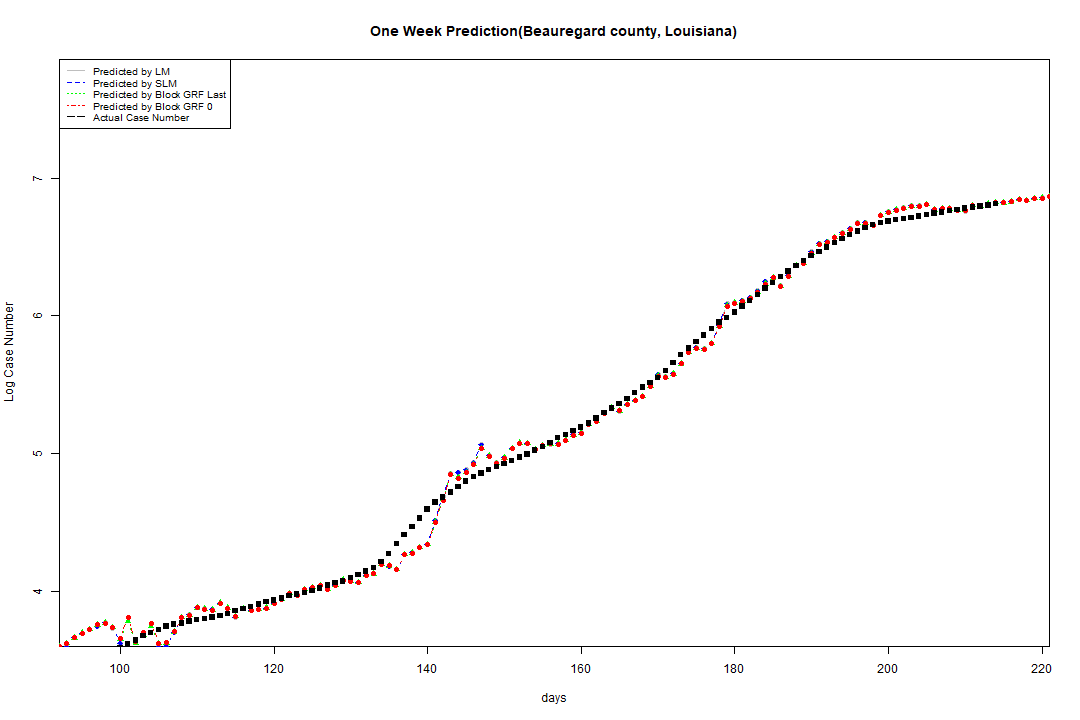 One Week Prediction(Beauregard county, Louisiana)
Predicted by LM
Predicted by SLM
Predicted by Block GRF Last
Predicted by Block GRF 0
Actual Case Number
7
6
5
4
Log Case Number
100 120 140 160 180 200 220
days